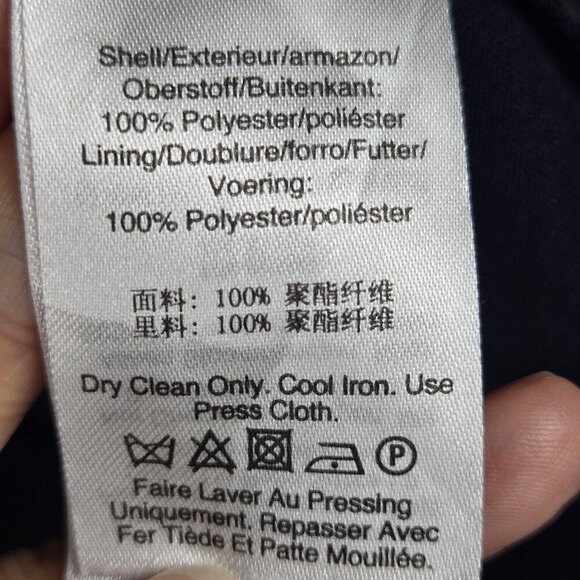 Shell/Exterieur/armazon/
Oberstoff/Buitenkant:
100% Polyester/poliéster
Lining/Doublure/forro/Futter/
Voering:
100% Polyester/poliéster
面料: 100% 聚酯纤维
里料: 100% 聚酯纤维
Dry Clean Only. Cool Iron. Use
Press Cloth.
P
Faire Laver Au Pressing
Uniquement. Repasser Avec
Fer Tiède Et Patte Mouillée.